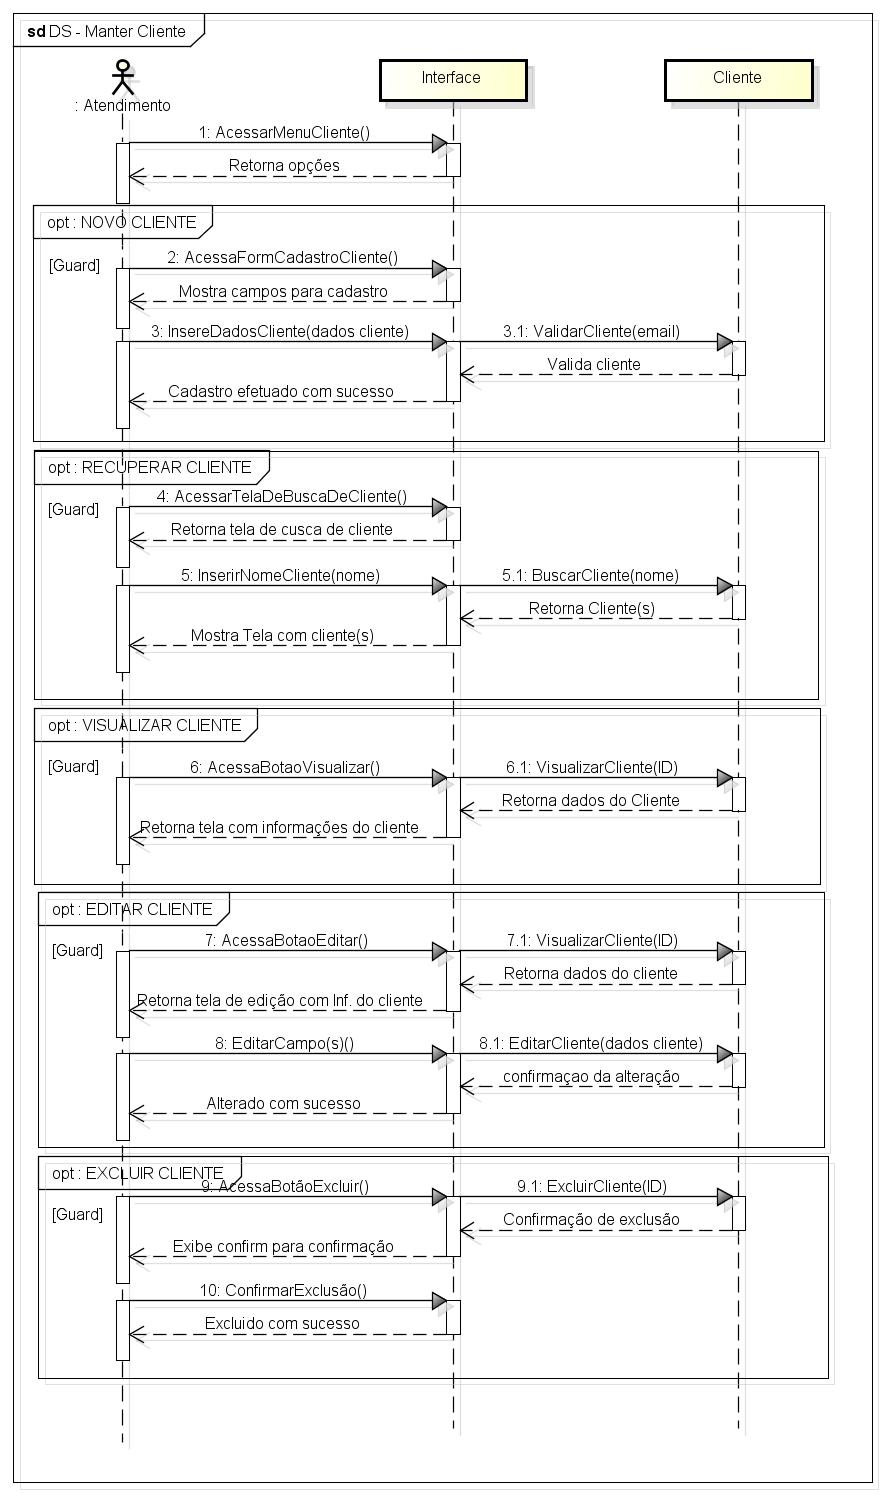 sd DS - Manter Cliente
: Atendimento
Interface
Cliente
1: AcessarMenuCliente()
Retorna opções
opt : NOVO CLIENTE
[Guard]
2: AcessaFormCadastroCliente()
Mostra campos para cadastro
3: InsereDadosCliente(dados cliente)
3.1: ValidarCliente(email)
Valida cliente
Cadastro efetuado com sucesso
opt : RECUPERAR CLIENTE
[Guard]
4: AcessarTelaDeBuscaDeCliente()
Retorna tela de cusca de cliente
5: InserirNomeCliente(nome)
5.1: BuscarCliente(nome)
Retorna Cliente(s)
Mostra Tela com cliente(s)
opt : VISUALIZAR CLIENTE
[Guard]
6: AcessaBotaoVisualizar()
6.1: VisualizarCliente(ID)
Retorna dados do Cliente
Retorna tela com informações do cliente
opt : EDITAR CLIENTE
[Guard]
7: AcessaBotaoEditar()
7.1: VisualizarCliente(ID)
Retorna dados do cliente
Retorna tela de edição com Inf. do cliente
8: EditarCampo(s)()
8.1: EditarCliente(dados cliente)
confirmaçao da alteração
Alterado com sucesso
opt : EXCLUIR CLIENTE
[Guard]
9: AcessaBotãoExcluir()
9.1: ExcluirCliente(ID)
Confirmação de exclusão
Exibe confirm para confirmação
10: ConfirmarExclusão()
Excluido com sucesso